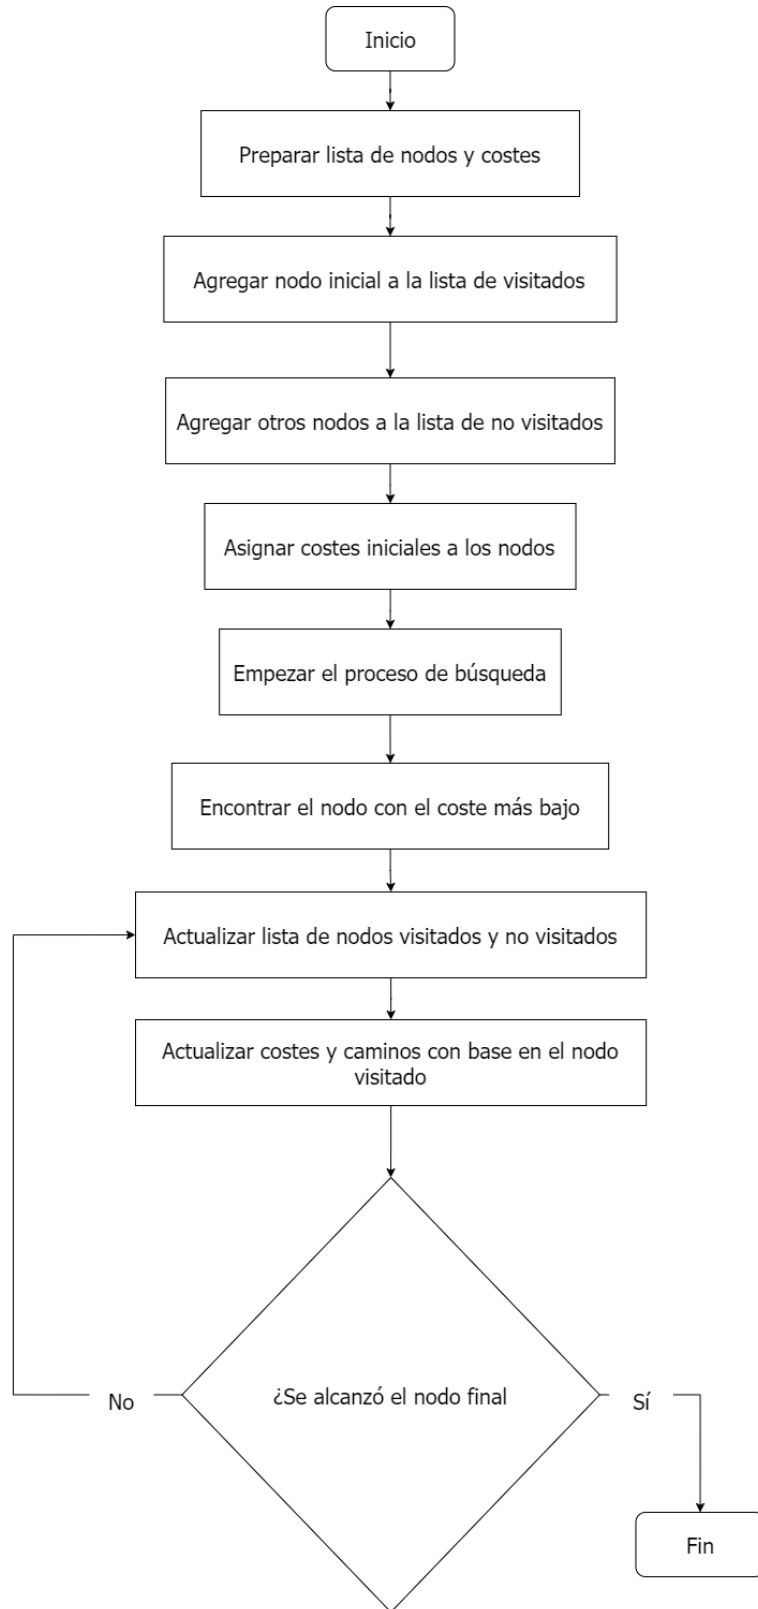 Inicio
Preparar lista de nodos y costes
Agregar nodo inicial a la lista de visitados
Agregar otros nodos a la lista de no visitados
Asignar costes iniciales a los nodos
Empezar el proceso de búsqueda
Encontrar el nodo con el coste más bajo
Actualizar lista de nodos visitados y no visitados
Actualizar costes y caminos con base en el nodo
visitado
¿Se alcanzó el nodo final
No
Sí
Fin